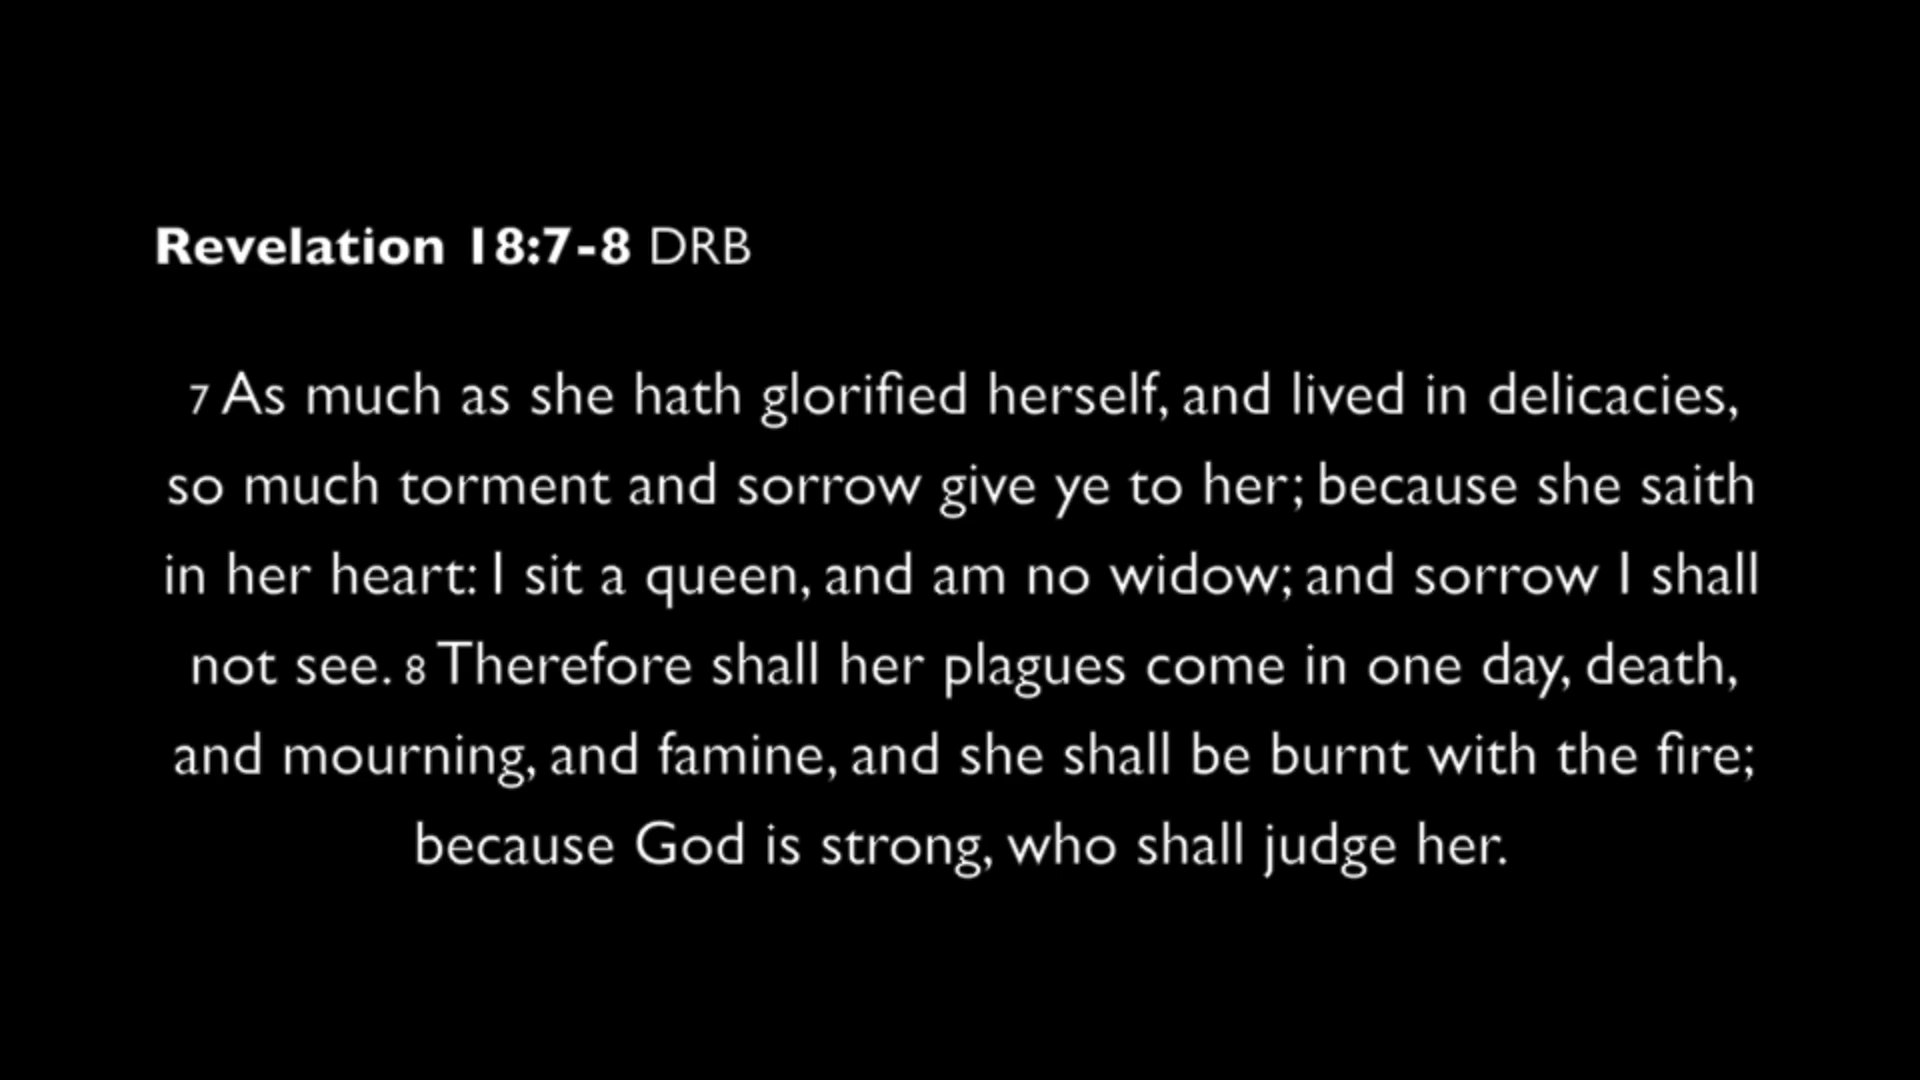 Revelation 18:7-8 DRB
7 As much as she hath glorified herself, and lived in delicacies,
so much torment and sorrow give ye to her; because she saith
in her heart: I sit a queen, and am no widow; and sorrow I shall
not see. 8 Therefore shall her plagues come in one day, death,
and mourning, and famine, and she shall be burnt with the fire;
because God is strong, who shall judge her.